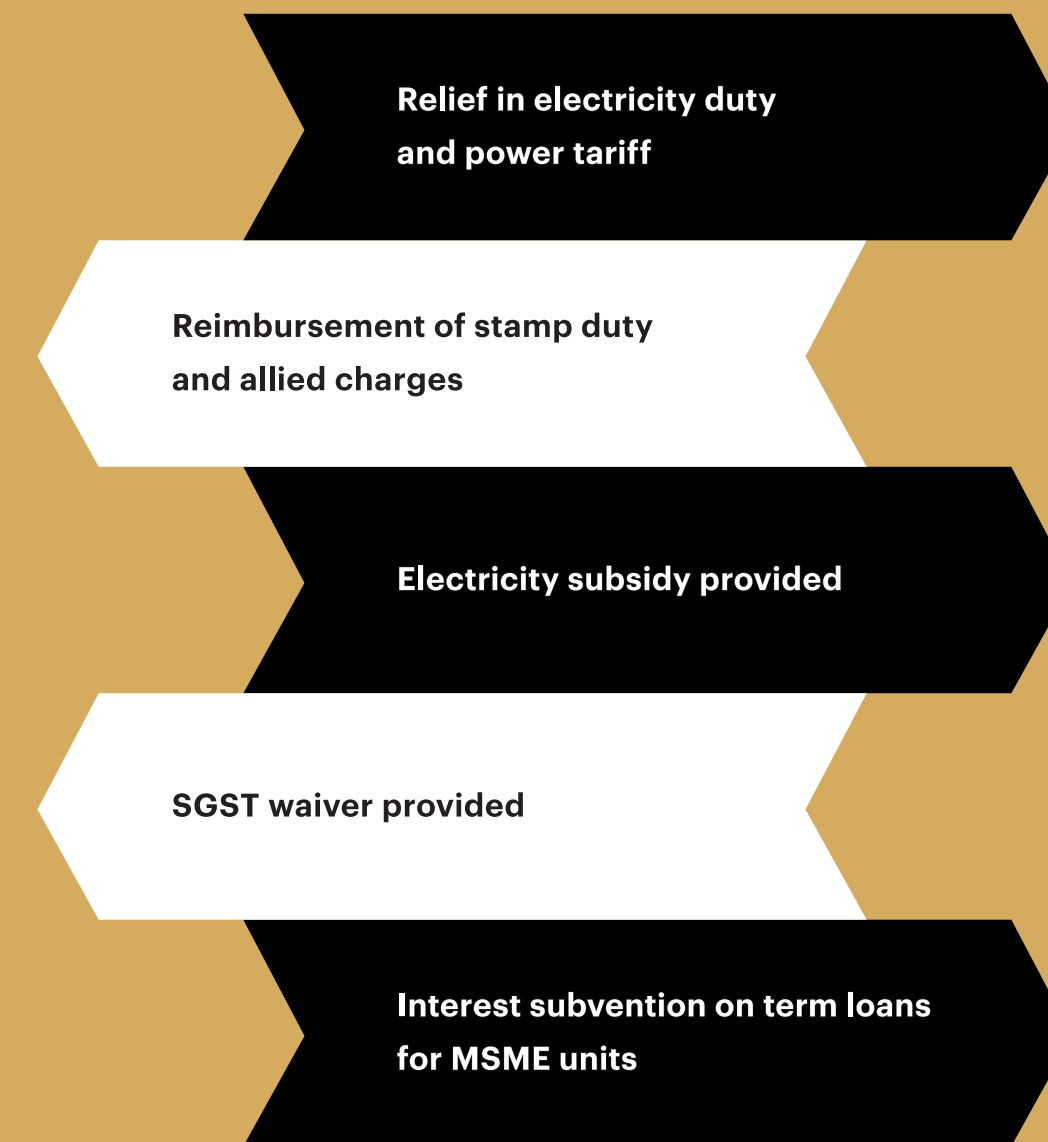 Relief in electricity duty
and power tariff
Reimbursement of stamp duty
and allied charges
Electricity subsidy provided
SGST waiver provided
Interest subvention on term loans
for MSME units